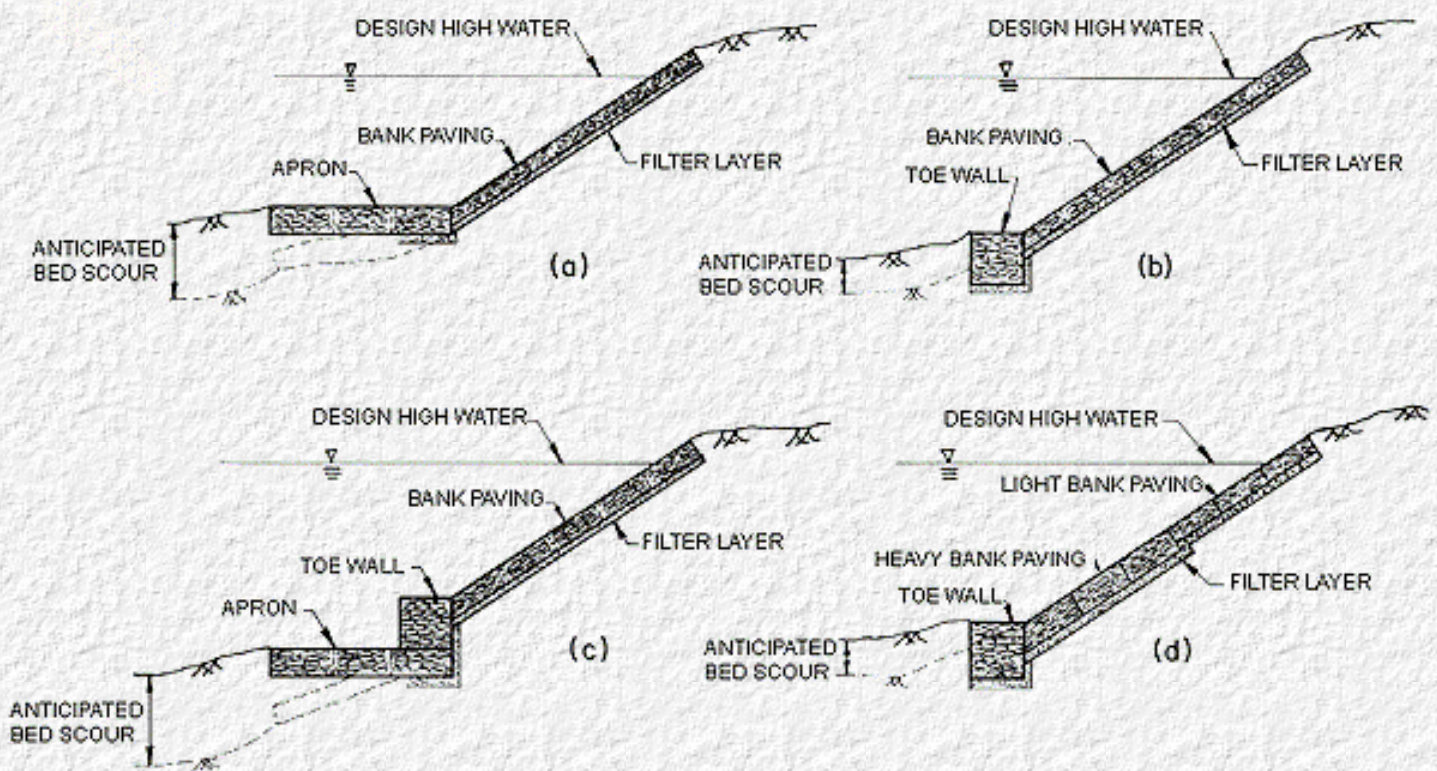 DESIGN HIGH WATER
BANK PAVING
FILTER LAYER
APRON
ANTICIPATED
BED SCOUR
(a)
DESIGN HIGH WATER
BANK PAVING
FILTER LAYER
TOE WALL
ANTICIPATED
BED SCOUR
(b)
DESIGN HIGH WATER
BANK PAVING
FILTER LAYER
TOE WALL
APRON
(c)
ANTICIPATED
BED SCOUR
DESIGN HIGH WATER
LIGHT BANK PAVING
HEAVY BANK PAVING
FILTER LAYER
TOE WALL
ANTICIPATED
BED SCOUR
(d)